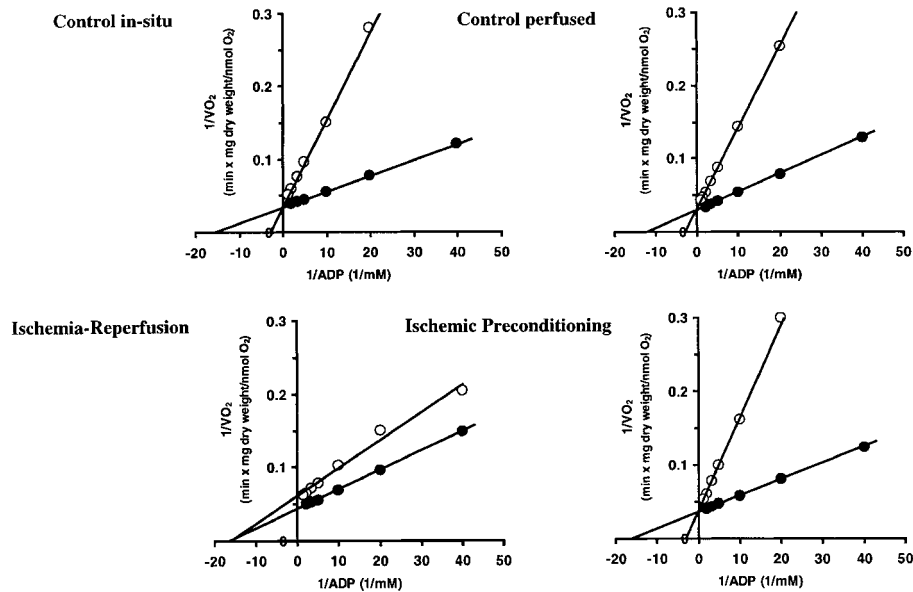 Control in-situ
0.3
0.2
0.1
0
1/VO2
(min x mg dry weight/nmol O2)
-20 -10 0 10 20 30 40 50
1/ADP (1/mM)
Control perfused
0.3
0.2
0.1
0
1/VO2
(min x mg dry weight/nmol O2)
-20 -10 0 10 20 30 40 50
1/ADP (1/mM)
Ischemia-Reperfusion
0.3
0.2
0.1
0
1/VO2
(min x mg dry weight/nmol O2)
-20 -10 0 10 20 30 40 50
1/ADP (1/mM)
Ischemic Preconditioning
0.3
0.2
0.1
0
1/VO2
(min x mg dry weight/nmol O2)
-20 -10 0 10 20 30 40 50
1/ADP (1/mM)